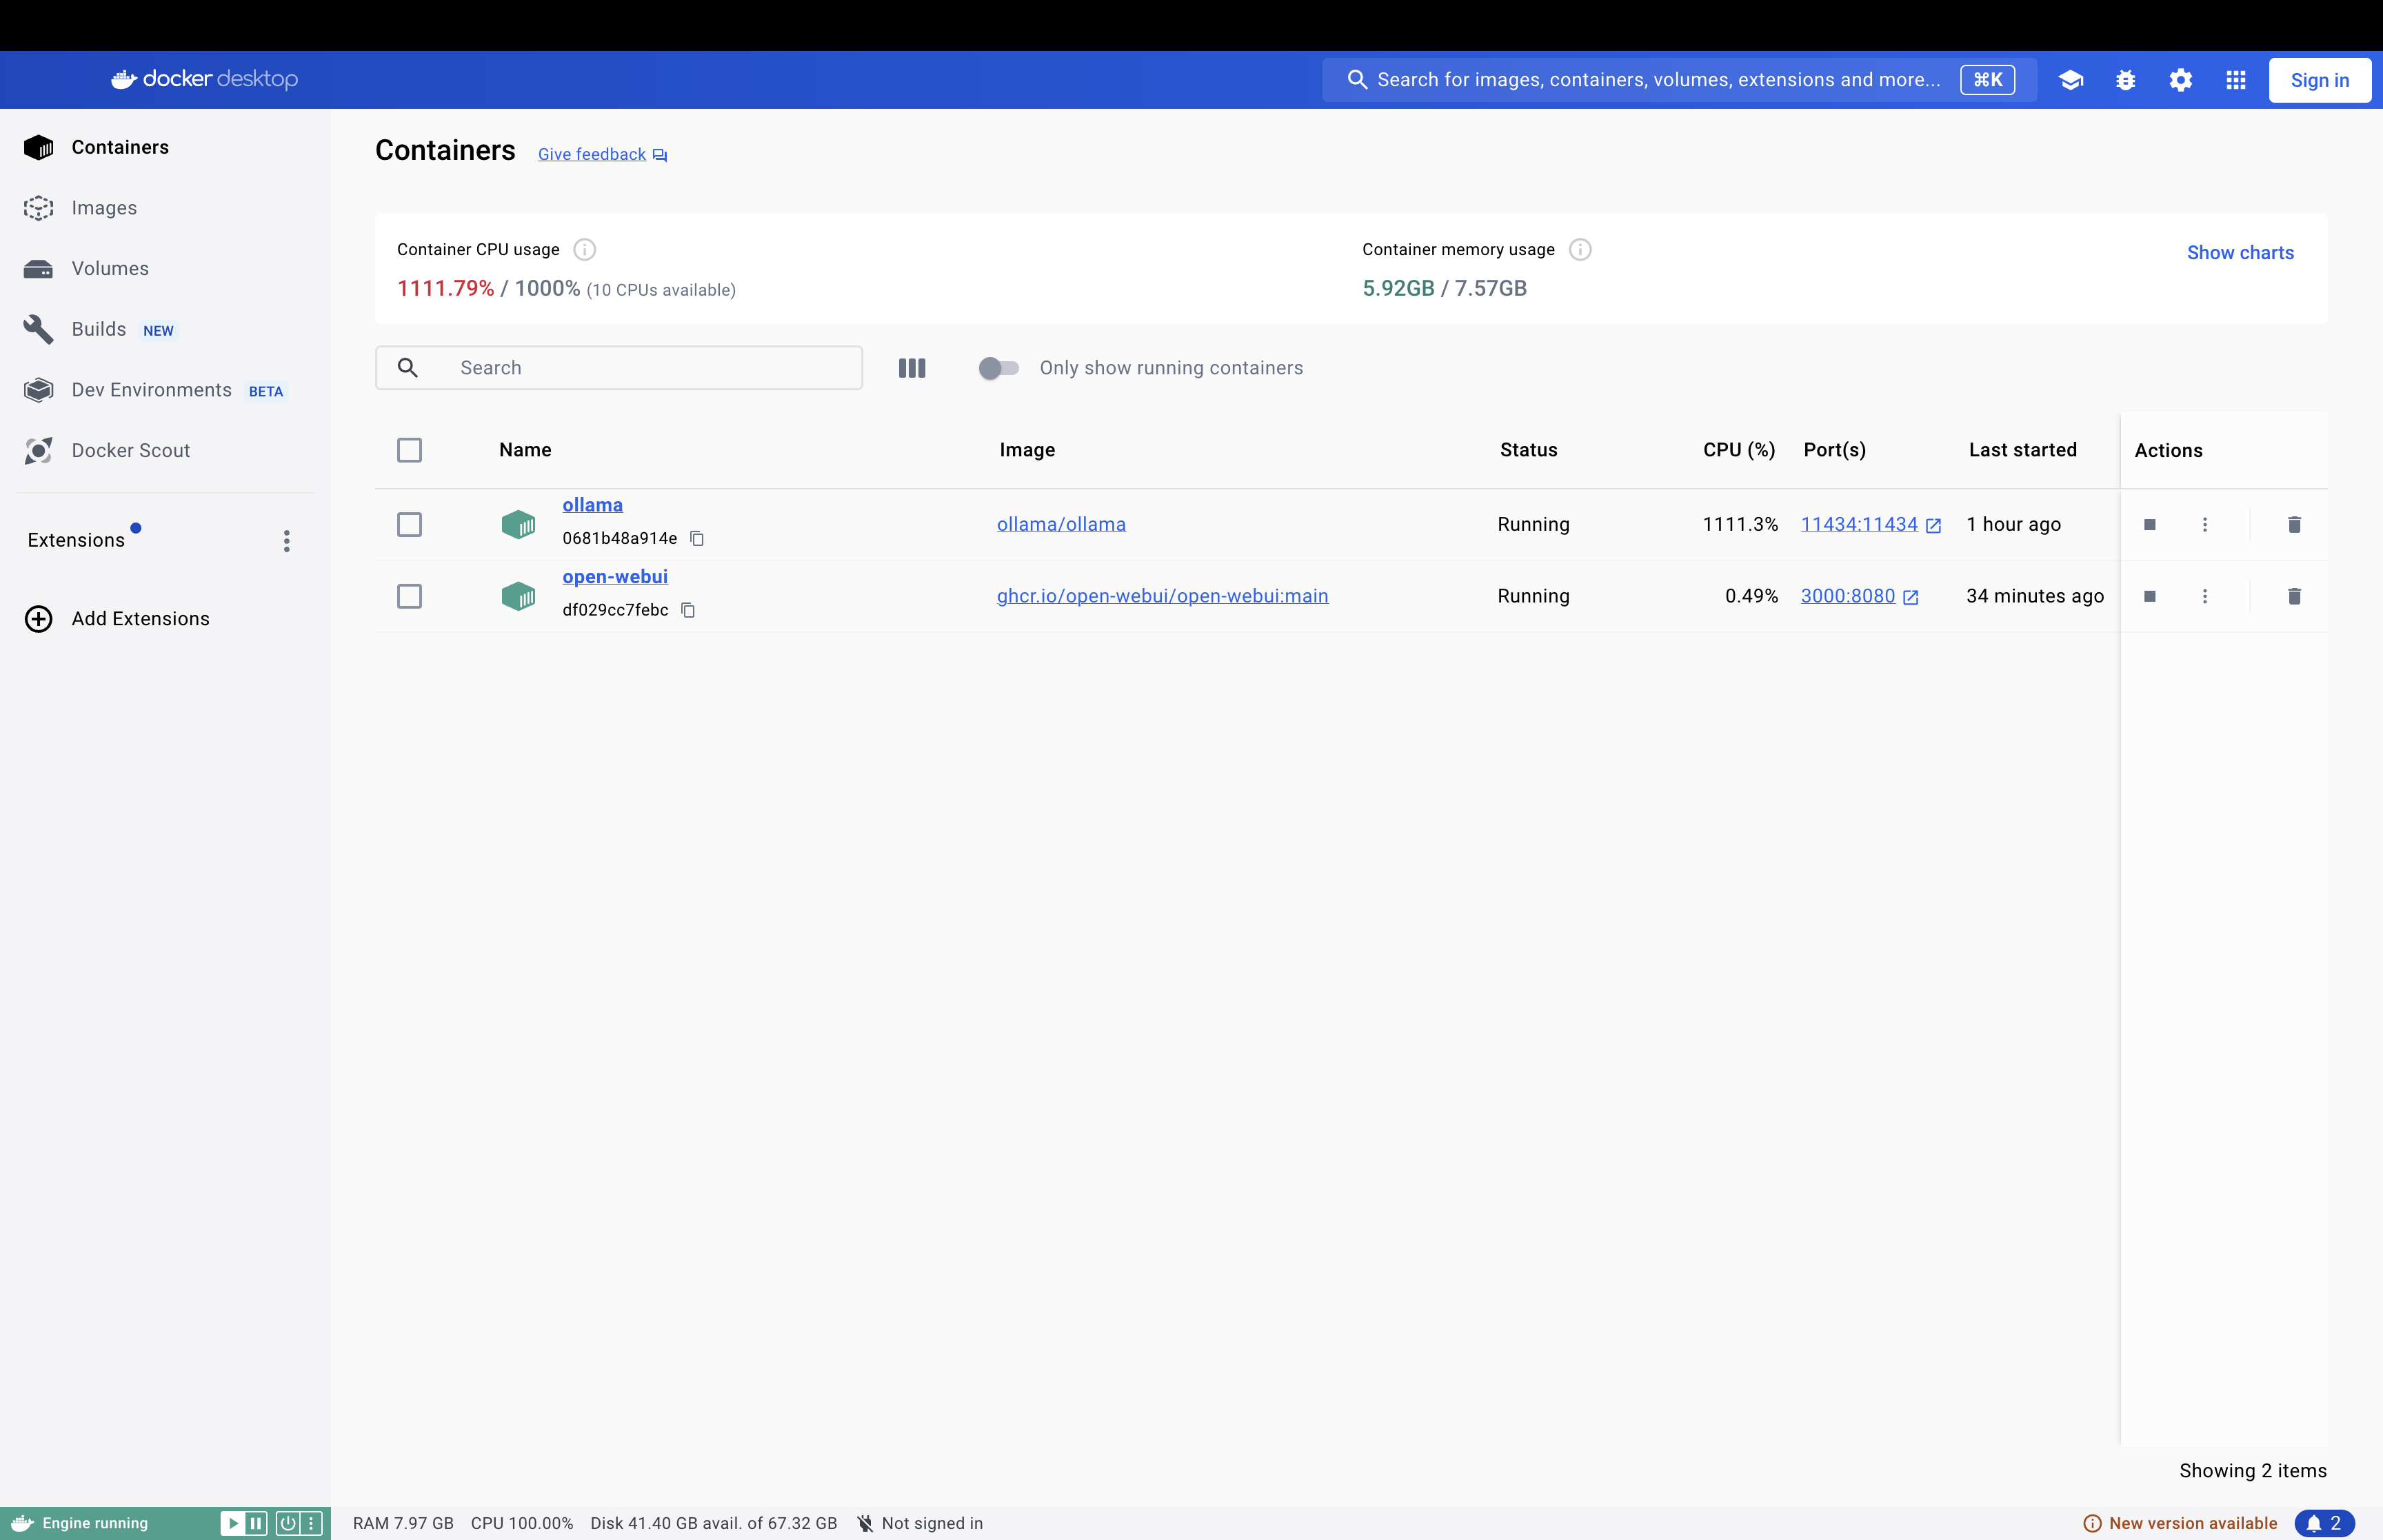 docker desktop
Search for images, containers, volumes, extensions and more... ⌘K
Sign in
Containers
Images
Volumes
Builds NEW
Dev Environments BETA
Docker Scout
Extensions
Add Extensions
Containers Give feedback
Container CPU usage
1111.79% / 1000% (10 CPUs available)
Container memory usage
5.92GB / 7.57GB
Show charts
Search
Only show running containers
Name Image Status CPU (%) Port(s) Last started Actions
ollama
0681b48a914e
ollama/ollama Running 1111.3% 11434:11434 1 hour ago
open-webui
df029cc7febc
ghcr.io/open-webui/open-webui:main Running 0.49% 3000:8080 34 minutes ago
Showing 2 items
Engine running
RAM 7.97 GB CPU 100.00% Disk 41.40 GB avail. of 67.32 GB Not signed in
New version available 2